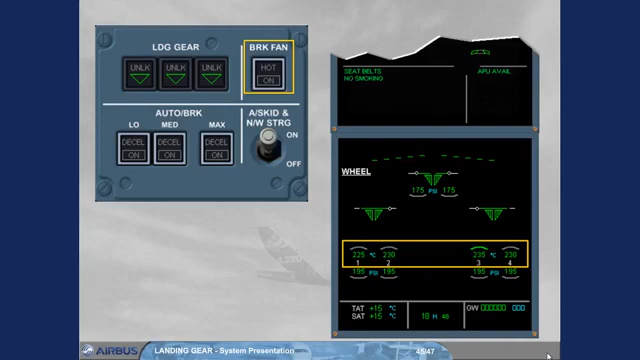 LDG GEAR
BRK FAN
UNLK UNLK UNLK
HOT
ON
AUTO/BRK
A/SKID &
N/W STRG
LO MED MAX
ON
DECEL DECEL DECEL
ON ON ON
OFF
SEAT BELTS
NO SMOKING
APU AVAIL
WHEEL
175 PSI 175
225 °C 230
1 2
195 PSI 195
235 °C 230
3 4
195 PSI 195
TAT +15 °C
SAT +15 °C
18 H 48
GW
AIRBUS
LANDING GEAR - System Presentation
45/47
A320